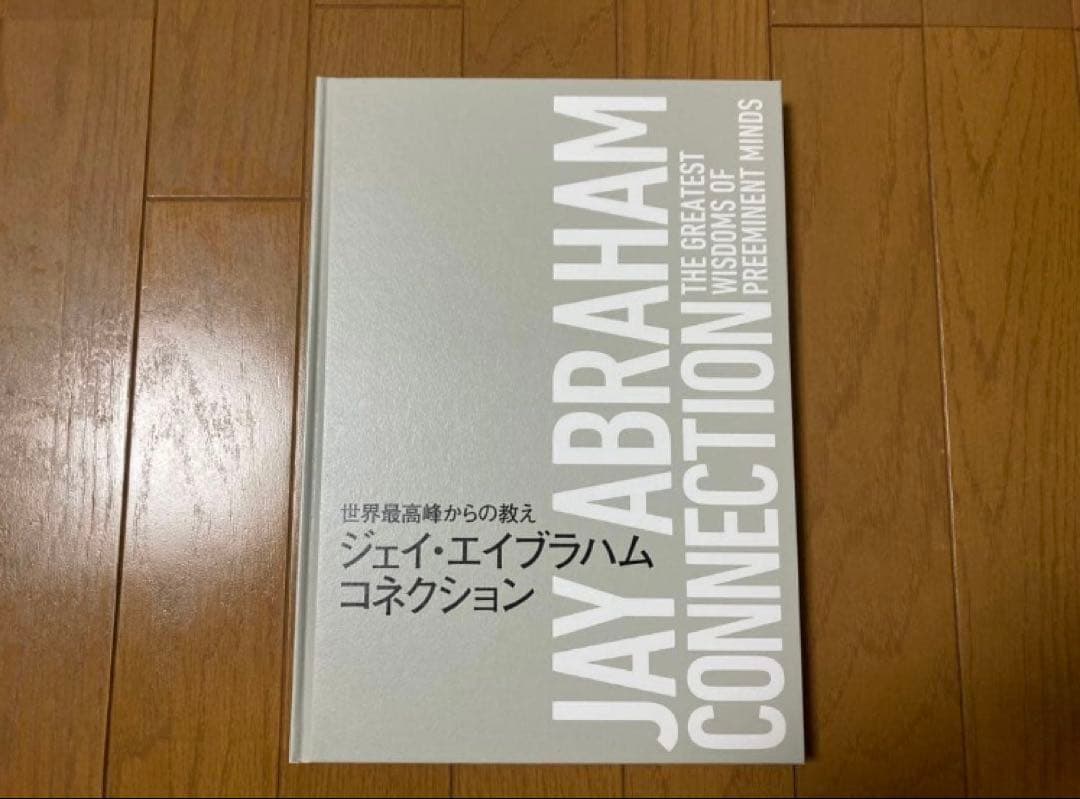 世界最高峰からの教え
ジェイ・エイブラハム
コネクション
JAY ABRAHAM
CONNECTION
THE GREATEST
WISDOMS OF
PREEMINENT MINDS